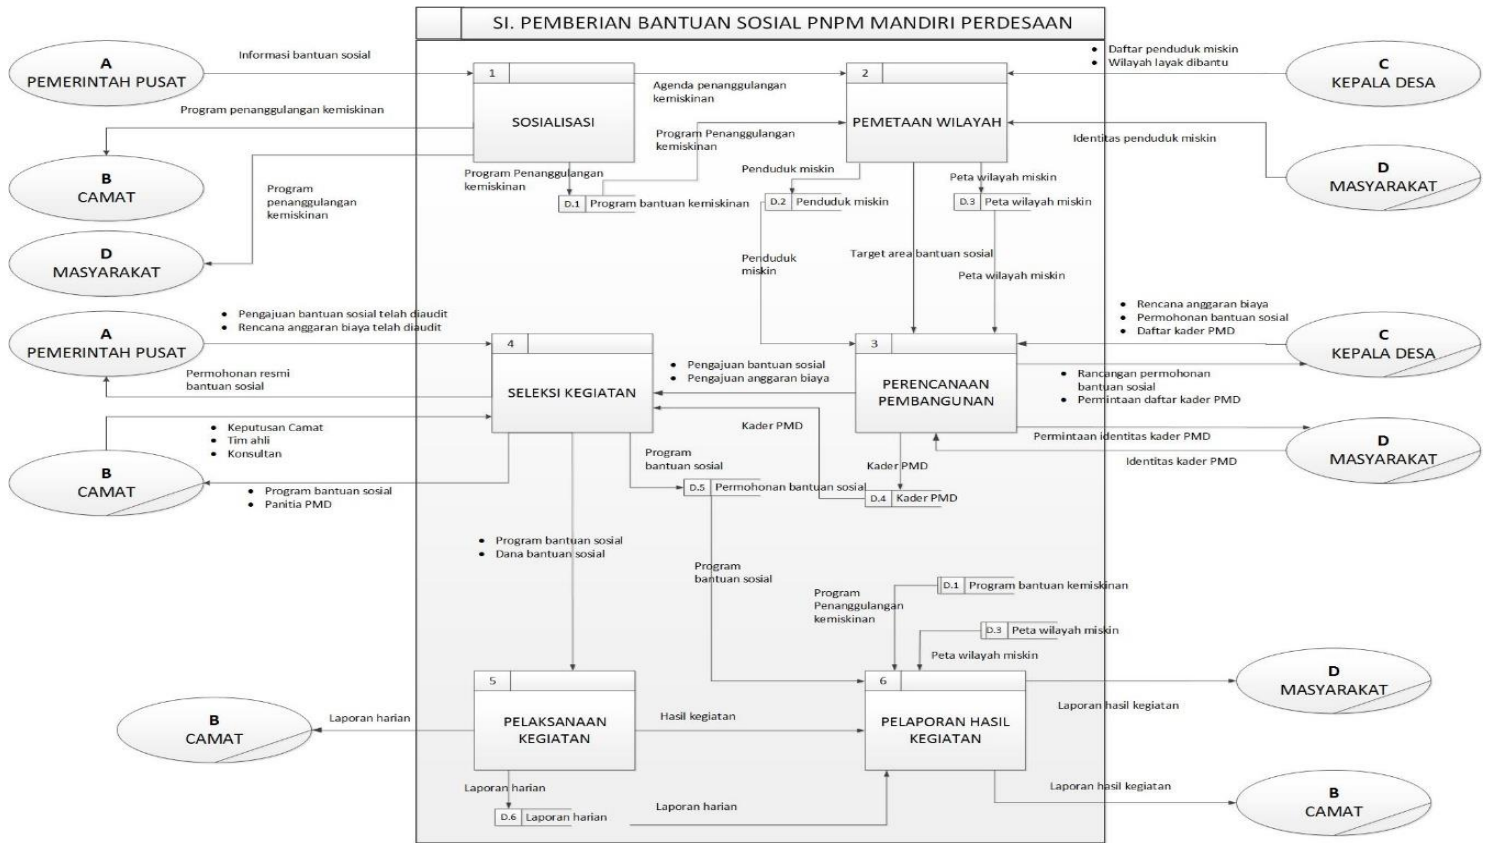 SI. PEMBERIAN BANTUAN SOSIAL PNPM MANDIRI PERDESAAN
A
PEMERINTAH PUSAT
Informasi bantuan sosial
1
SOSIALISASI
Agenda penanggulangan
kemiskinan
2
PEMETAAN WILAYAH
• Daftar penduduk miskin
• Wilayah layak dibantu
C
KEPALA DESA
Program penanggulangan kemiskinan
B
CAMAT
Program
penanggulangan
kemiskinan
D
MASYARAKAT
Program Penanggulangan
kemiskinan
Program Penanggulangan
kemiskinan
D.1 Program bantuan kemiskinan
Penduduk miskin
D.2 Penduduk miskin
Peta wilayah miskin
D.3 Peta wilayah miskin
Identitas penduduk miskin
D
MASYARAKAT
Penduduk
miskin
Target area bantuan sosial
Peta wilayah miskin
A
PEMERINTAH PUSAT
• Pengajuan bantuan sosial telah diaudit
• Rencana anggaran biaya telah diaudit
Permohonan resmi
bantuan sosial
4
SELEKSI KEGIATAN
• Pengajuan bantuan sosial
• Pengajuan anggaran biaya
3
PERENCANAAN
PEMBANGUNAN
• Rencana anggaran biaya
• Permohonan bantuan sosial
• Daftar kader PMD
C
KEPALA DESA
• Rancangan permohonan
bantuan sosial
• Permintaan daftar kader PMD
• Keputusan Camat
• Tim ahli
• Konsultan
B
CAMAT
• Program bantuan sosial
• Panitia PMD
Kader PMD
Program
bantuan sosial
D.5 Permohonan bantuan sosial
Kader PMD
D.4 Kader PMD
Permintaan identitas kader PMD
Identitas kader PMD
D
MASYARAKAT
• Program bantuan sosial
• Dana bantuan sosial
Program
bantuan sosial
Program
Penanggulangan
kemiskinan
D.1 Program bantuan kemiskinan
D.3 Peta wilayah miskin
Peta wilayah miskin
5
PELAKSANAAN
KEGIATAN
Hasil kegiatan
6
PELAPORAN HASIL
KEGIATAN
Laporan hasil kegiatan
D
MASYARAKAT
B
CAMAT
Laporan harian
Laporan harian
D.6 Laporan harian
Laporan harian
Laporan hasil kegiatan
B
CAMAT